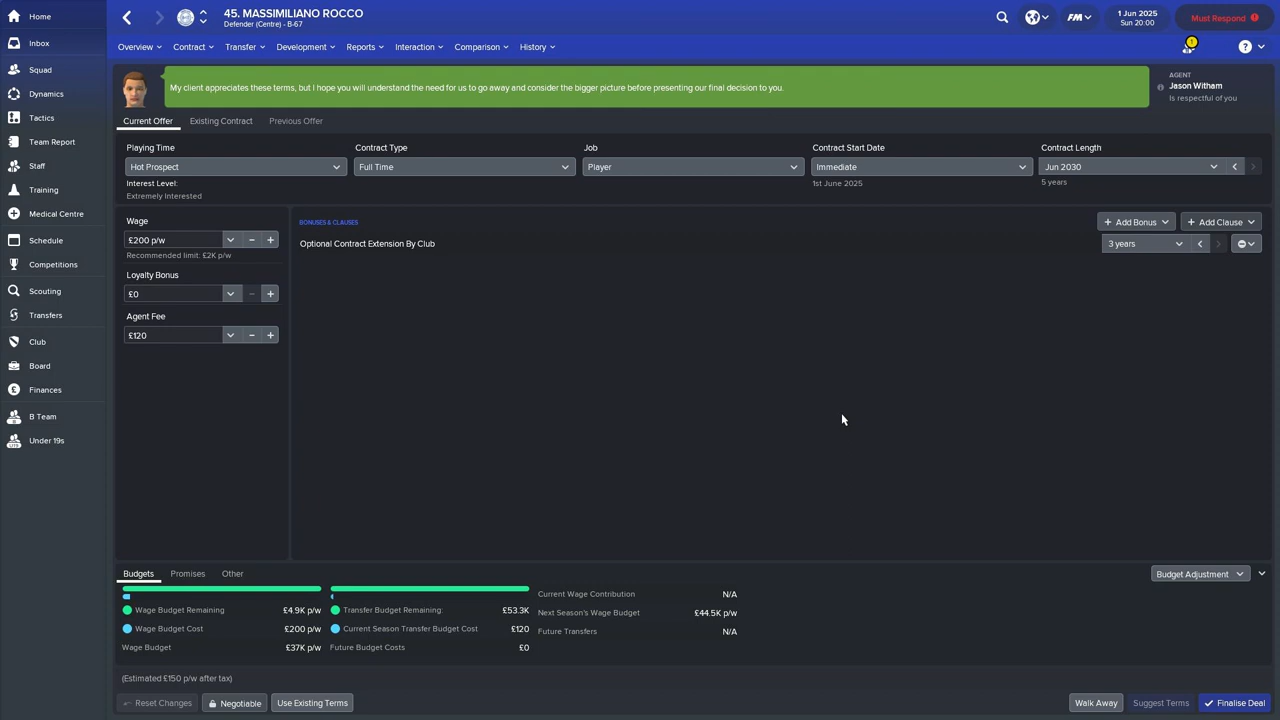 Home
Inbox
Squad
Dynamics
Tactics
Team Report
Staff
Training
Medical Centre
Schedule
Competitions
Scouting
Transfers
Club
Board
Finances
B Team
Under 19s
45. MASSIMILIANO ROCCO
Defender (Centre) - B-67
FM
1 Jun 2025
Sun 20:00
Must Respond
Overview
Contract
Transfer
Development
Reports
Interaction
Comparison
History
My client appreciates these terms, but I hope you will understand the need for us to go away and consider the bigger picture before presenting our final decision to you.
AGENT
Jason Witham
Is respectful of you
Current Offer
Existing Contract
Previous Offer
Playing Time
Contract Type
Job
Contract Start Date
Contract Length
Hot Prospect
Full Time
Player
Immediate
Jun 2030
Interest Level:
Extremely Interested
1st June 2025
5 years
Wage
£200 p/w
Recommended limit: £2K p/w
Loyalty Bonus
£0
Agent Fee
£120
BONUSES & CLAUSES
Add Bonus
Add Clause
Optional Contract Extension By Club
3 years
Budgets
Promises
Other
Budget Adjustment
Wage Budget Remaining £4.9K p/w
Wage Budget Cost £200 p/w
Wage Budget £37K p/w
Transfer Budget Remaining: £53.3K
Current Season Transfer Budget Cost £120
Future Budget Costs £0
Current Wage Contribution N/A
Next Season's Wage Budget £44.5K p/w
Future Transfers N/A
(Estimated £150 p/w after tax)
Reset Changes
Negotiable
Use Existing Terms
Walk Away
Suggest Terms
Finalise Deal